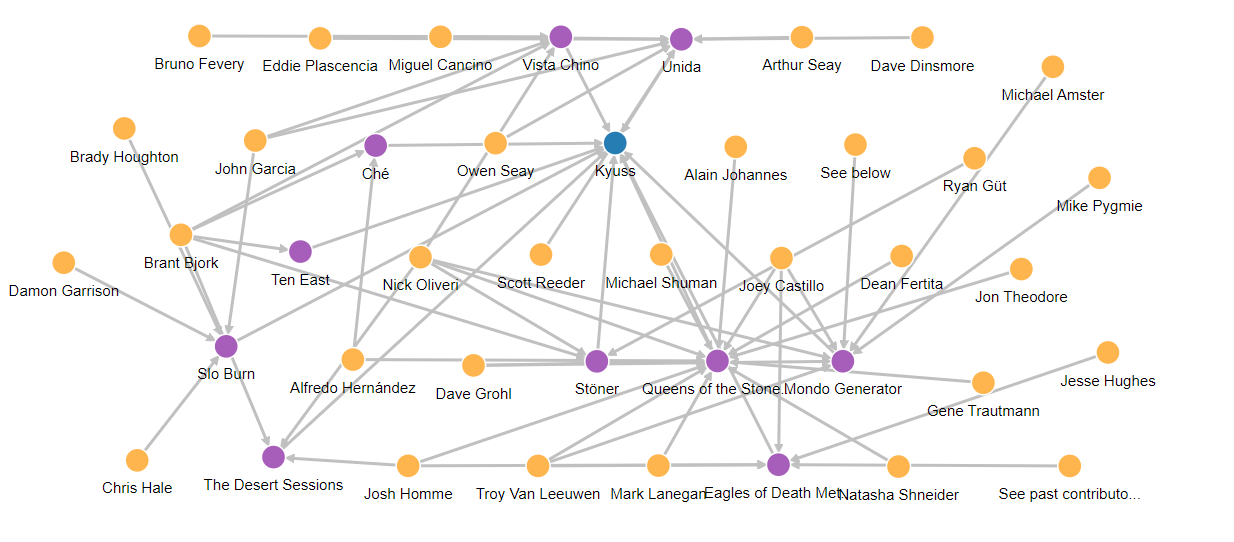 Bruno Fevery
Eddie Plascencia
Miguel Cancino
Vista Chino
Unida
Arthur Seay
Dave Dinsmore
Michael Amster
Brady Houghton
John Garcia
Ché
Owen Seay
Kyuss
Alain Johannes
See below
Ryan Güt
Mike Pygmie
Damon Garrison
Brant Bjork
Ten East
Nick Oliveri
Scott Reeder
Michael Shuman
Joey Castillo
Dean Fertita
Jon Theodore
Slo Burn
Alfredo Hernández
Dave Grohl
Stöner
Queens of the Stone
Mondo Generator
Gene Trautmann
Jesse Hughes
Chris Hale
The Desert Sessions
Josh Homme
Troy Van Leeuwen
Mark Lanegan
Eagles of Death Met
Natasha Shneider
See past contributo...